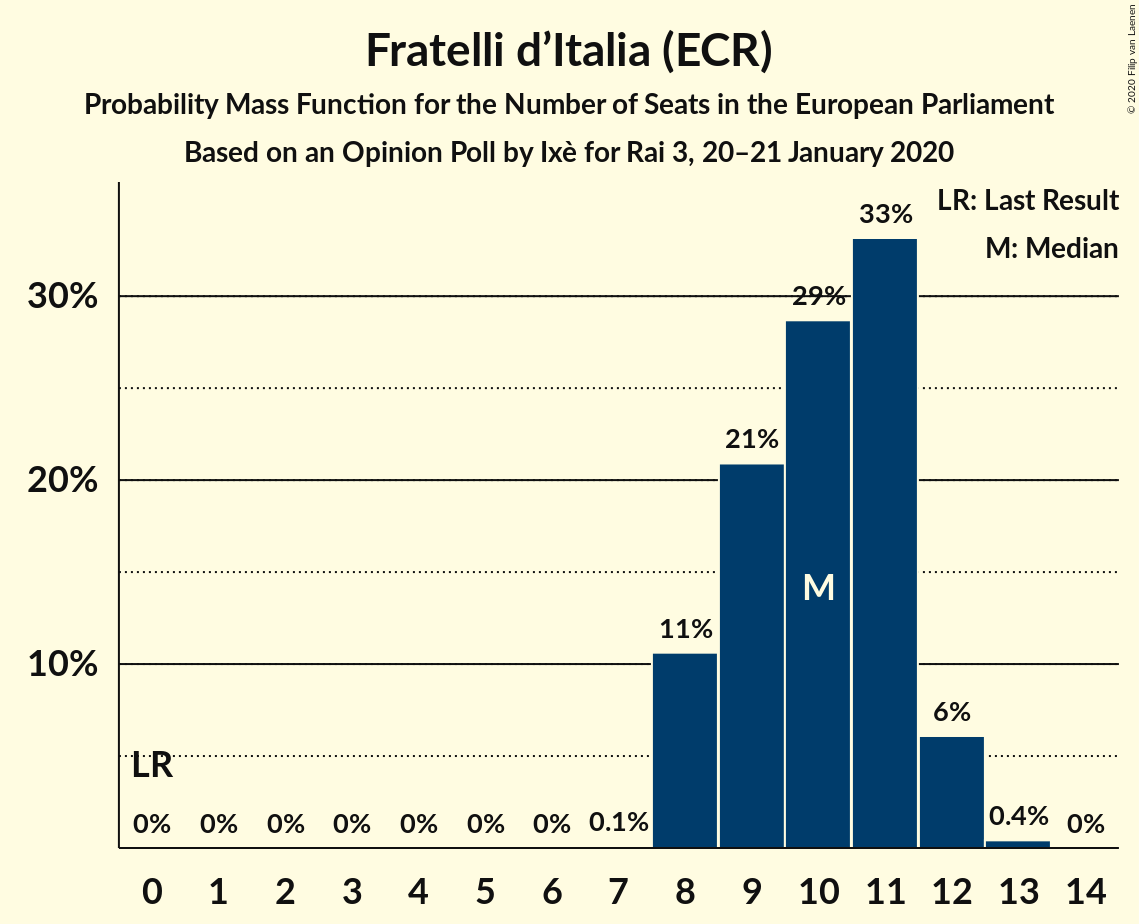 Fratelli d’Italia (ECR)
Probability Mass Function for the Number of Seats in the European Parliament
Based on an Opinion Poll by Ixè for Rai 3, 20–21 January 2020
© 2020 Filip van Laenen
LR: Last Result
M: Median
30%
20%
10%
LR
0%
0%
0%
0%
0%
0%
0%
0.1%
11%
21%
29%
33%
6%
0.4%
0%
M
0 1 2 3 4 5 6 7 8 9 10 11 12 13 14